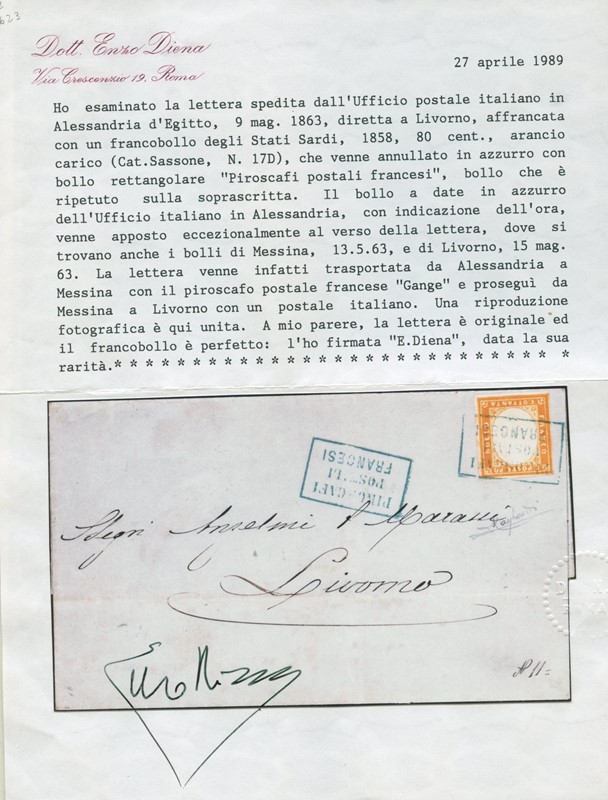 623
Dott. Enzo Diena
Via Crescenzio 19, Roma
27 aprile 1989
Ho esaminato la lettera spedita dall'Ufficio postale italiano in
Alessandria d'Egitto, 9 mag. 1863, diretta a Livorno, affrancata
con un francobollo degli Stati Sardi, 1858, 80 cent., arancio
carico (Cat.Sassone, N. 17D), che venne annullato in azzurro con
bollo rettangolare "Piroscafi postali francesi", bollo che è
ripetuto sulla soprascritta. Il bollo a date in azzurro
dell'Ufficio italiano in Alessandria, con indicazione dell'ora,
venne apposto eccezionalmente al verso della lettera, dove si
trovano anche i bolli di Messina, 13.5.63, e di Livorno, 15 mag.
63. La lettera venne infatti trasportata da Alessandria a
Messina con il piroscafo postale francese "Gange" e proseguì da
Messina a Livorno con un postale italiano. Una riproduzione
fotografica è qui unita. A mio parere, la lettera è originale ed
il francobollo è perfetto: l'ho firmata "E.Diena", data la sua
rarità.* * * * * * * * * * * * * * * * * * * * * * * * * * * *
PIROSCAFI
POSTALI
FRANCESI
POSTALI
FRANCESI
Sigri Anselmi & Marassi
Livorno